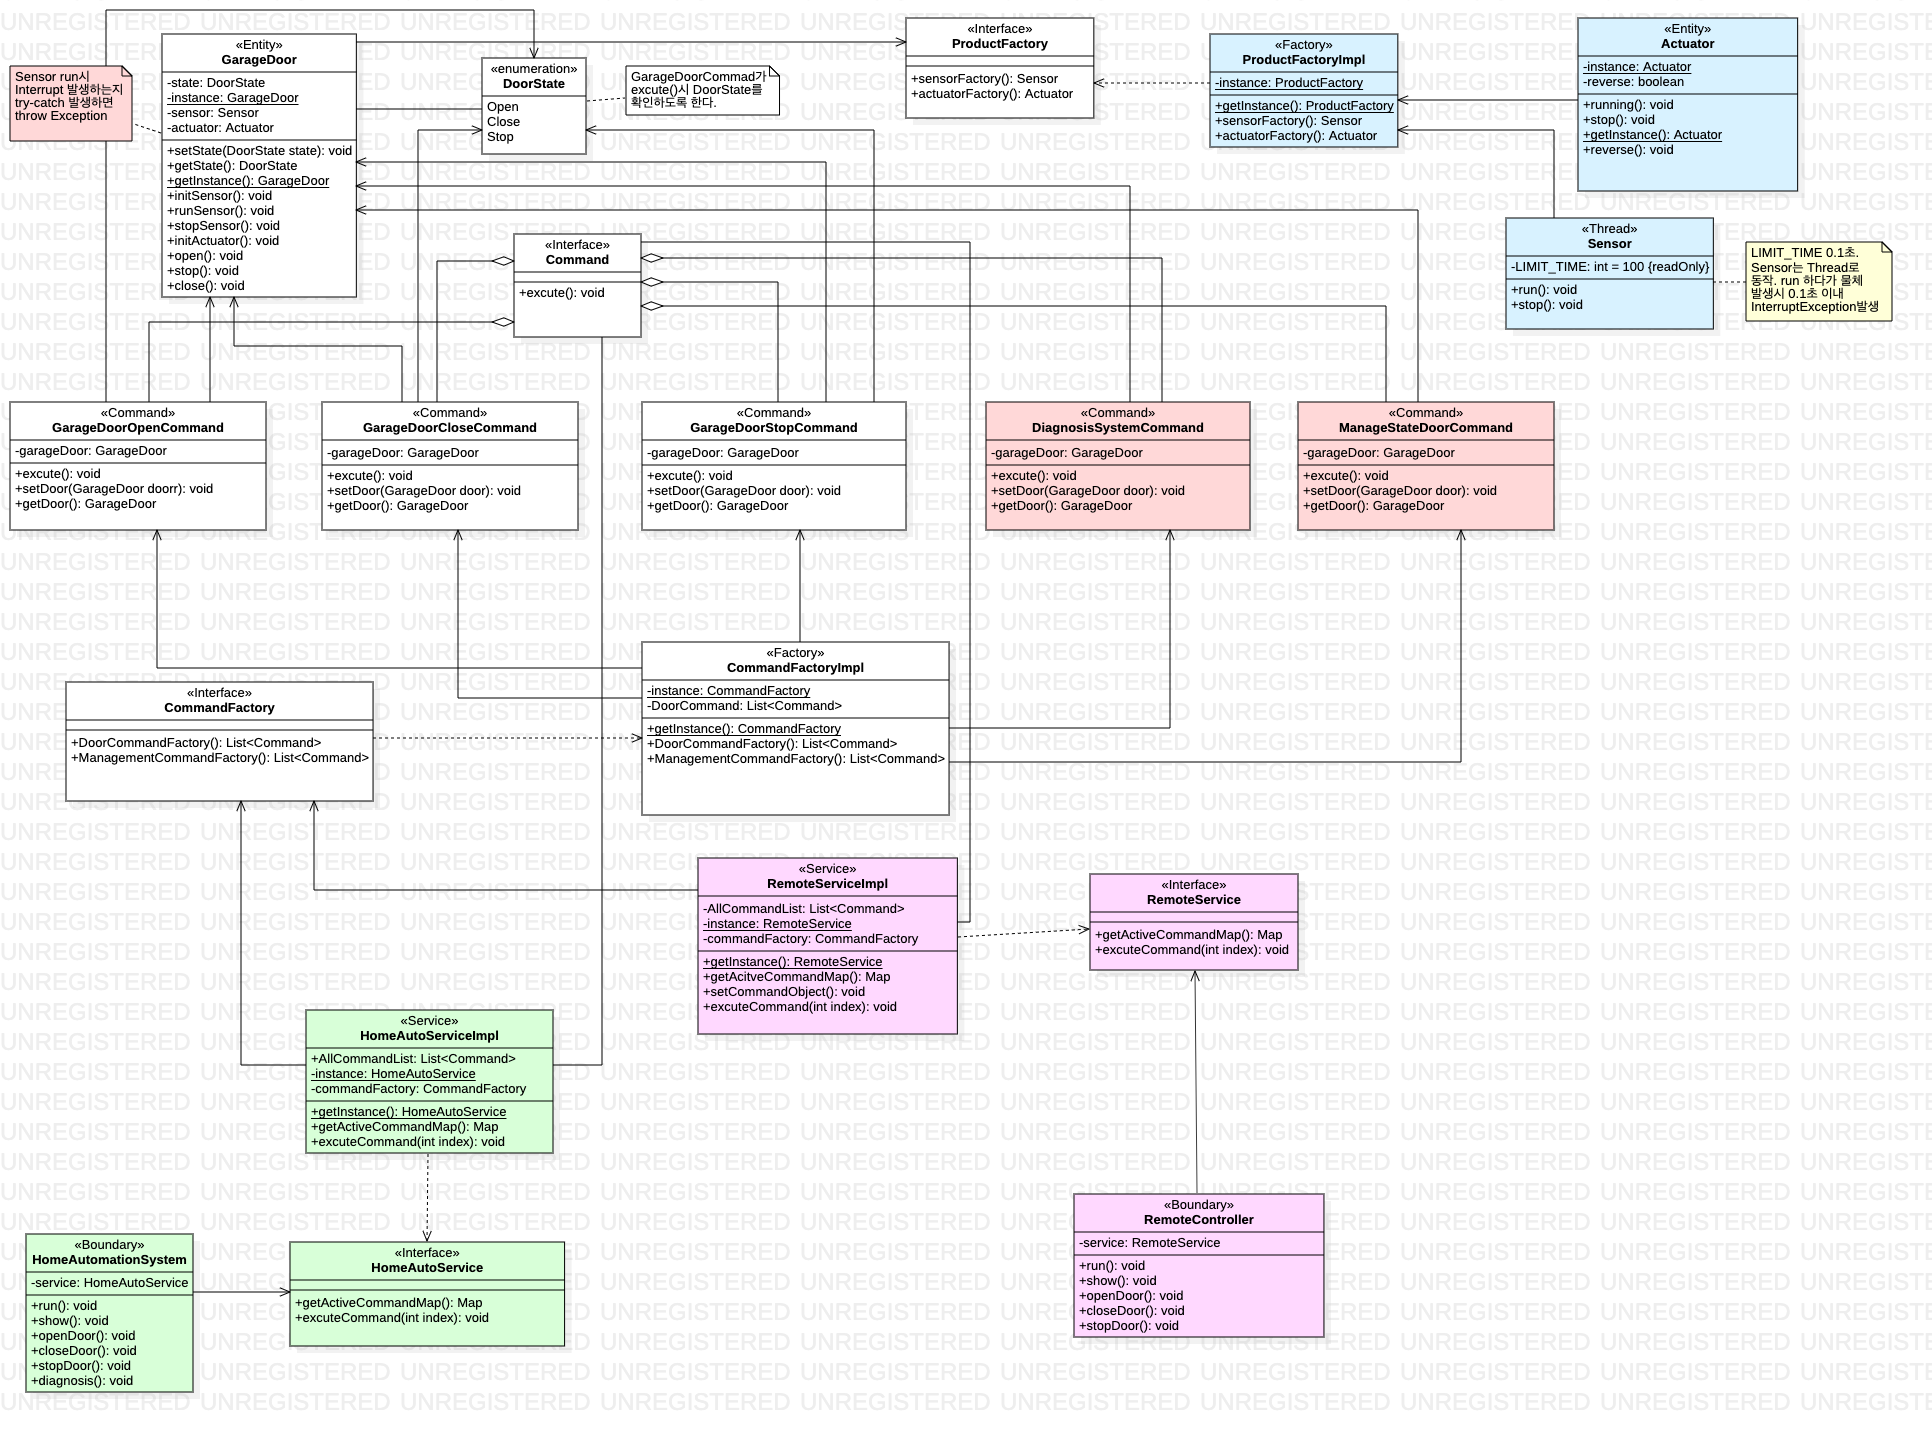 «Entity»
GarageDoor
-state: DoorState
-instance: GarageDoor
-sensor: Sensor
-actuator: Actuator
+setState(DoorState state): void
+getState(): DoorState
+getInstance(): GarageDoor
+initSensor(): void
+runSensor(): void
+stopSensor(): void
+initActuator(): void
+open(): void
+stop(): void
+close(): void
Sensor run시
Interrupt 발생하는지
try-catch 발생하면
throw Exception
«enumeration»
DoorState
Open
Close
Stop
GarageDoorCommad가
excute()시 DoorState를
확인하도록 한다.
«Interface»
ProductFactory
+sensorFactory(): Sensor
+actuatorFactory(): Actuator
«Factory»
ProductFactoryImpl
-instance: ProductFactory
+getInstance(): ProductFactory
+sensorFactory(): Sensor
+actuatorFactory(): Actuator
«Entity»
Actuator
-instance: Actuator
-reverse: boolean
+running(): void
+stop(): void
+getInstance(): Actuator
+reverse(): void
«Thread»
Sensor
-LIMIT_TIME: int = 100 {readOnly}
+run(): void
+stop(): void
LIMIT_TIME 0.1초.
Sensor는 Thread로
동작. run 하다가 물체
발생시 0.1초 이내
InterruptException발생
«Interface»
Command
+excute(): void
«Command»
GarageDoorOpenCommand
-garageDoor: GarageDoor
+excute(): void
+setDoor(GarageDoor doorr): void
+getDoor(): GarageDoor
«Command»
GarageDoorCloseCommand
-garageDoor: GarageDoor
+excute(): void
+setDoor(GarageDoor door): void
+getDoor(): GarageDoor
«Command»
GarageDoorStopCommand
-garageDoor: GarageDoor
+excute(): void
+setDoor(GarageDoor door): void
+getDoor(): GarageDoor
«Command»
DiagnosisSystemCommand
-garageDoor: GarageDoor
+excute(): void
+setDoor(GarageDoor door): void
+getDoor(): GarageDoor
«Command»
ManageStateDoorCommand
-garageDoor: GarageDoor
+excute(): void
+setDoor(GarageDoor door): void
+getDoor(): GarageDoor
«Interface»
CommandFactory
+DoorCommandFactory(): List<Command>
+ManagementCommandFactory(): List<Command>
«Factory»
CommandFactoryImpl
-instance: CommandFactory
-DoorCommand: List<Command>
+getInstance(): CommandFactory
+DoorCommandFactory(): List<Command>
+ManagementCommandFactory(): List<Command>
«Service»
RemoteServiceImpl
-AllCommandList: List<Command>
-instance: RemoteService
-commandFactory: CommandFactory
+getInstance(): RemoteService
+getAcitveCommandMap(): Map
+setCommandObject(): void
+excuteCommand(int index): void
«Interface»
RemoteService
+getActiveCommandMap(): Map
+excuteCommand(int index): void
«Service»
HomeAutoServiceImpl
+AllCommandList: List<Command>
-instance: HomeAutoService
-commandFactory: CommandFactory
+getInstance(): HomeAutoService
+getActiveCommandMap(): Map
+excuteCommand(int index): void
«Boundary»
HomeAutomationSystem
-service: HomeAutoService
+run(): void
+show(): void
+openDoor(): void
+closeDoor(): void
+stopDoor(): void
+diagnosis(): void
«Interface»
HomeAutoService
+getActiveCommandMap(): Map
+excuteCommand(int index): void
«Boundary»
RemoteController
-service: RemoteService
+run(): void
+show(): void
+openDoor(): void
+closeDoor(): void
+stopDoor(): void
UNREGISTERED